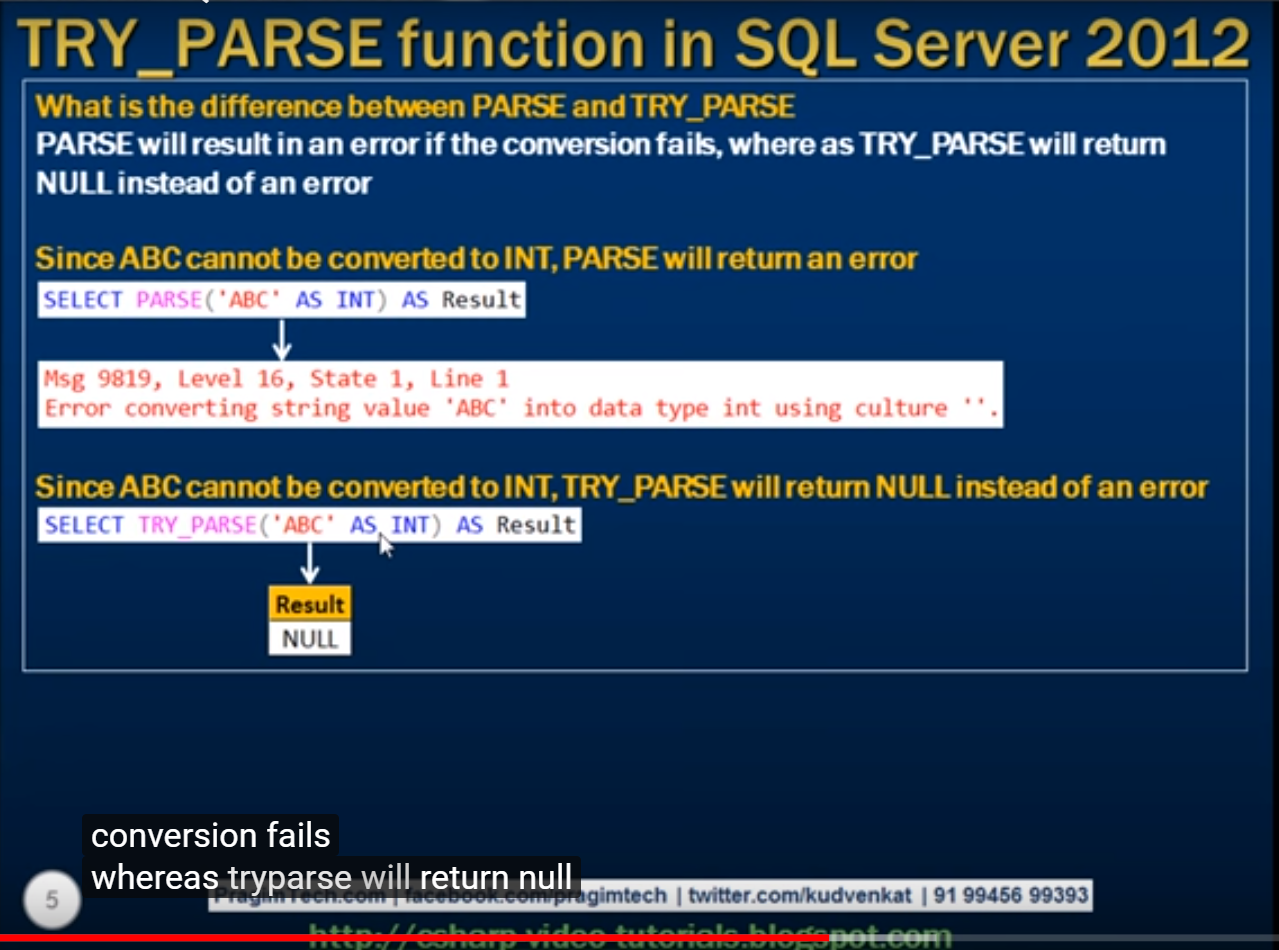 TRY_PARSE function in SQL Server 2012
What is the difference between PARSE and TRY_PARSE
PARSE will result in an error if the conversion fails, where as TRY_PARSE will return
NULL instead of an error
Since ABC cannot be converted to INT, PARSE will return an error
SELECT PARSE('ABC' AS INT) AS Result
Msg 9819, Level 16, State 1, Line 1
Error converting string value 'ABC' into data type int using culture ''.
Since ABC cannot be converted to INT, TRY_PARSE will return NULL instead of an error
SELECT TRY_PARSE('ABC' AS INT) AS Result
Result
NULL
conversion fails
whereas tryparse will return null
5
PragimTech.com | facebook.com/pragimtech | twitter.com/kudvenkat | 91 99456 99393
http://csharp-video-tutorials.blogspot.com